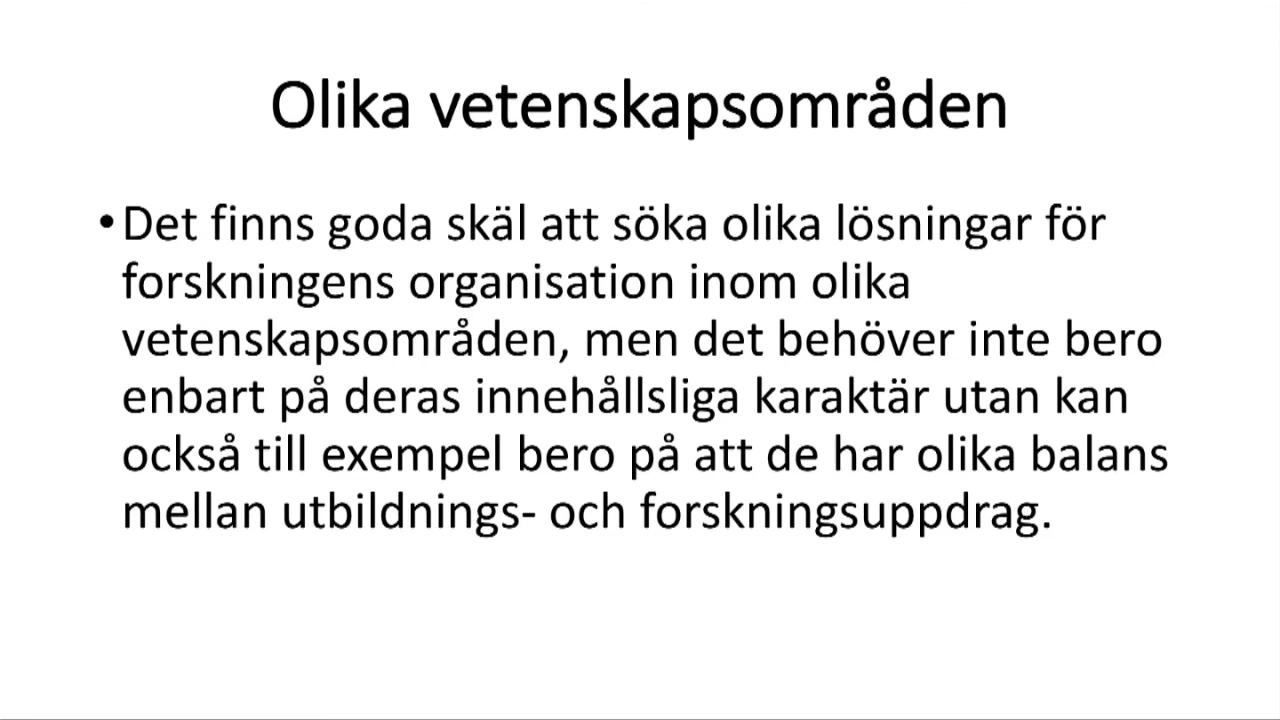 Olika vetenskapsområden
•Det finns goda skäl att söka olika lösningar för
forskningens organisation inom olika
vetenskapsområden, men det behöver inte bero
enbart på deras innehållsliga karaktär utan kan
också till exempel bero på att de har olika balans
mellan utbildnings- och forskningsuppdrag.